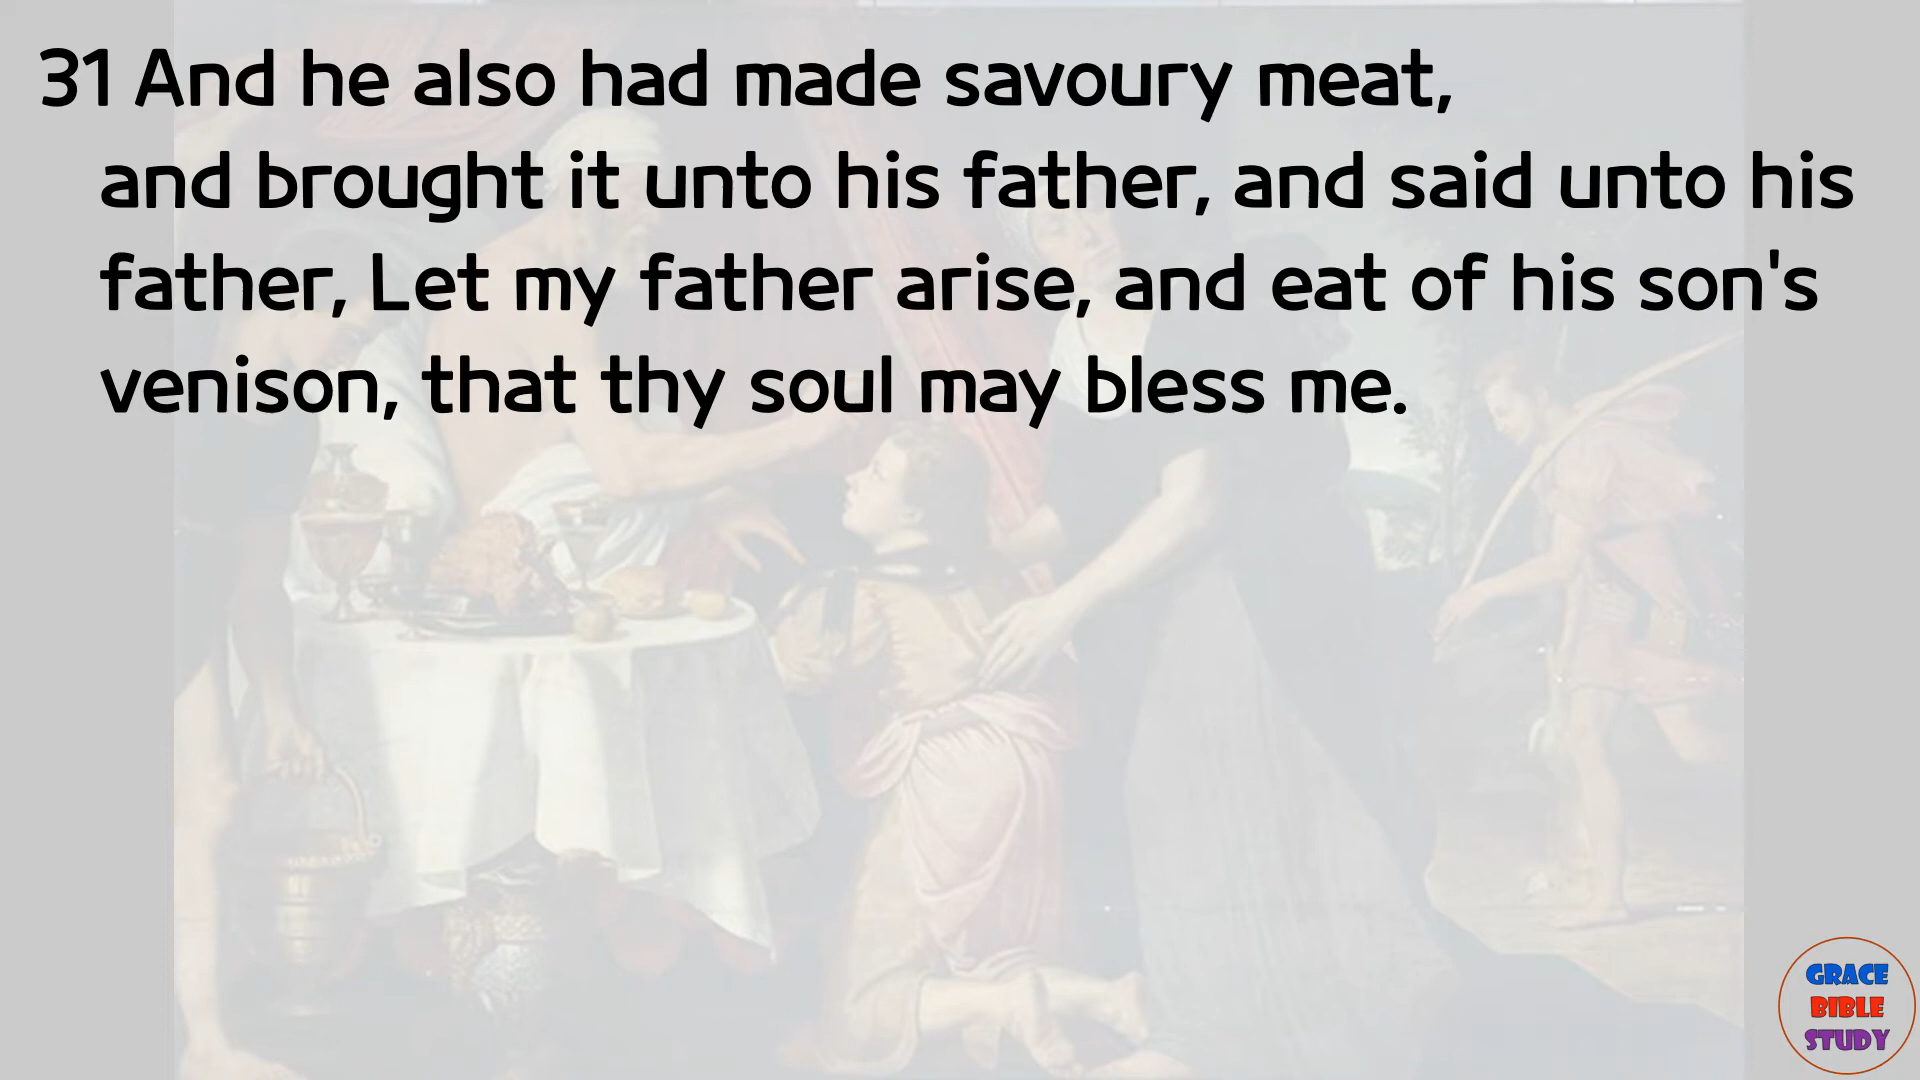 31 And he also had made savoury meat,
and brought it unto his father, and said unto his
father, Let my father arise, and eat of his son's
venison, that thy soul may bless me.
GRACE
BIBLE
STUDY